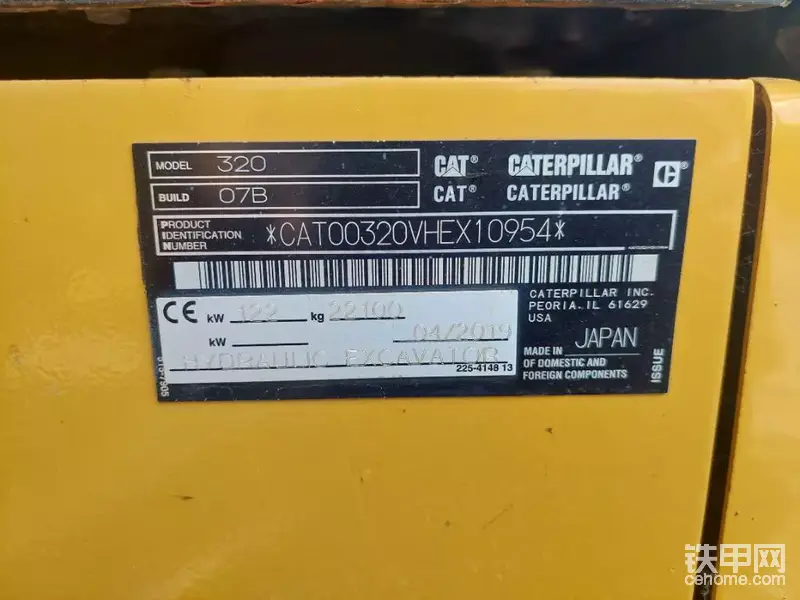 MODEL 320 CAT® CATERPILLAR®
BUILD 07B CAT® CATERPILLAR®
PRODUCT IDENTIFICATION NUMBER *CAT00320VHEX10954*
CATERPILLAR INC.
PEORIA. IL 61629
USA
CE kW 122 kg 22100
kW 04/2019
HYDRAULIC EXCAVATOR
225-4148 13
MADE IN JAPAN
OF DOMESTIC AND
FOREIGN COMPONENTS
ISSUE
铁甲网
cehome.com